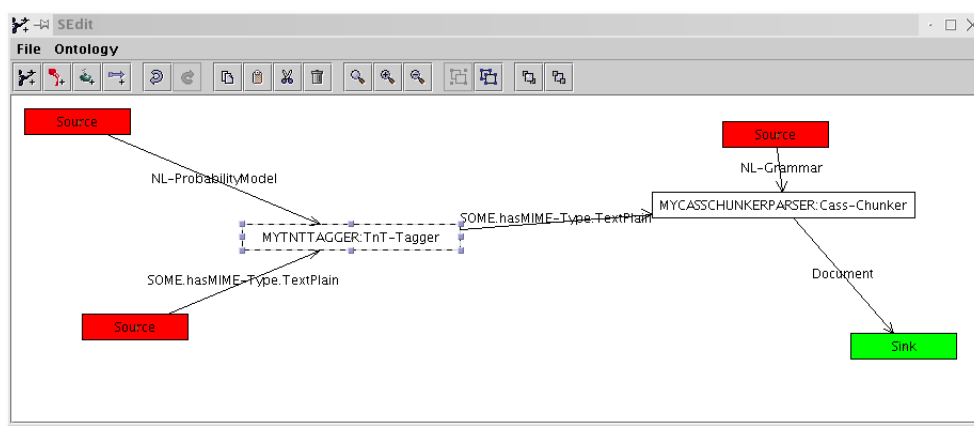 SEdit
File Ontology
Source
Source
NL-Grammar
NL-ProbabilityModel
MYCASSCHUNKERPARSER:Cass-Chunker
SOME.hasMIME-Type.TextPlain
MYTNTTAGGER:TnT-Tagger
SOME.hasMIME-Type.TextPlain
Document
Source
Sink